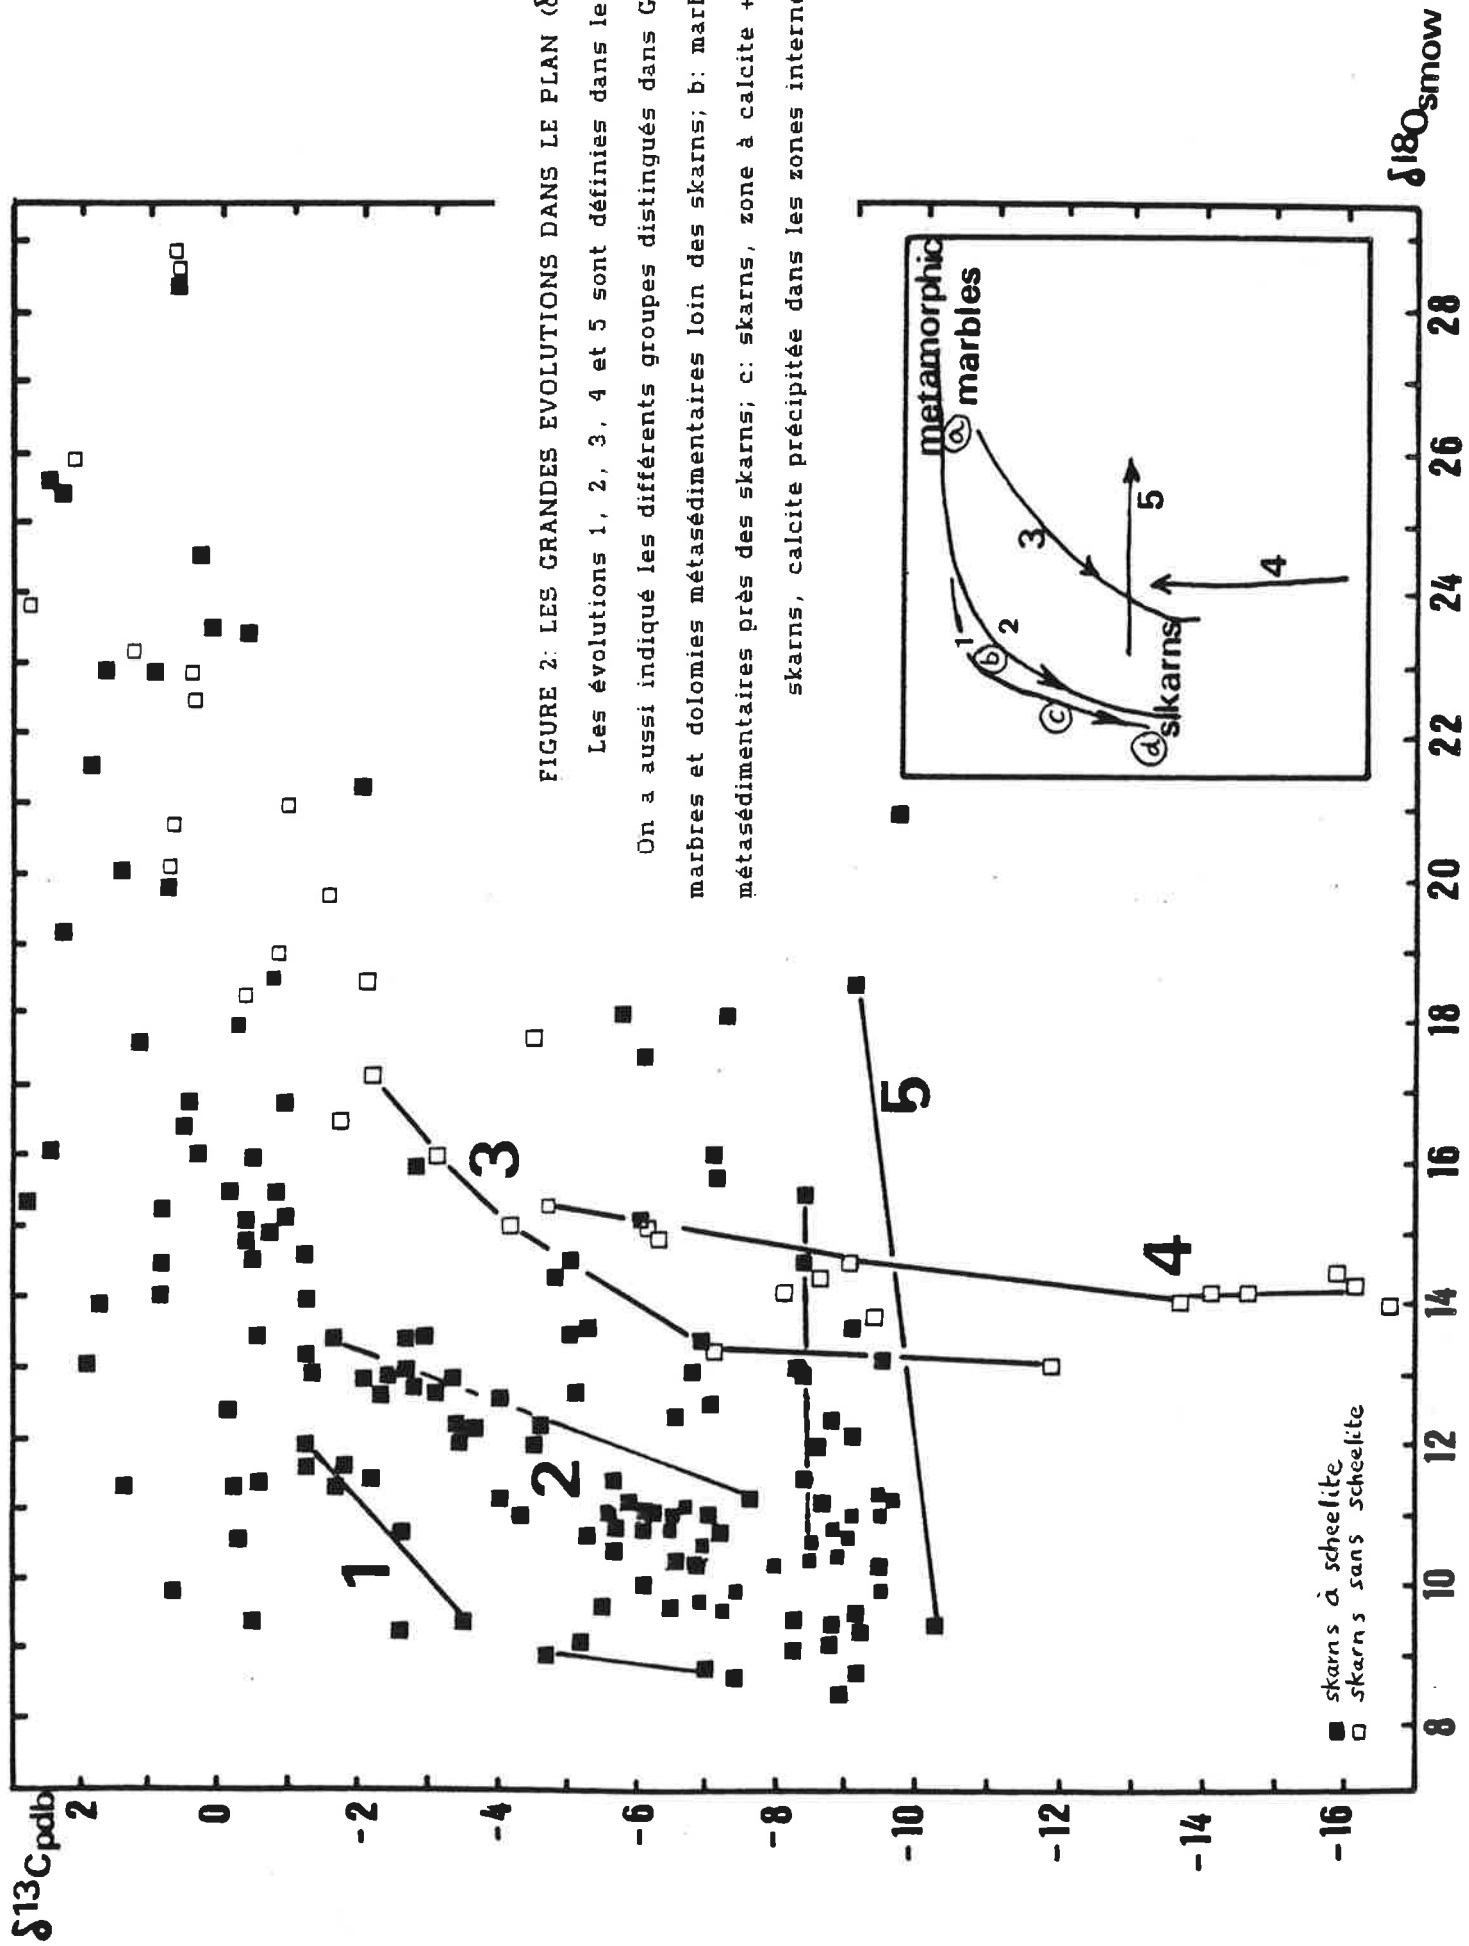 δ13Cpdb
2
0
-2
-4
-6
-8
-10
-12
-14
-16
FIGURE 2: LES GRANDES EVOLUTIONS DANS LE PLAN (δ
Les évolutions 1, 2, 3, 4 et 5 sont définies dans le
On a aussi indiqué les différents groupes distingués dans G
marbres et dolomies métasédimentaires loin des skarns; b: marb
métasédimentaires près des skarns; c: skarns, zone à calcite +
skarns, calcite précipitée dans les zones interne
1
2
3
4
5
metamorphic
a marbles
3
1
2
b
c
d
skarns
5
4
■ skarns à scheelite
□ skarns sans scheelite
8 10 12 14 16 18 20 22 24 26 28
δ18Osmow